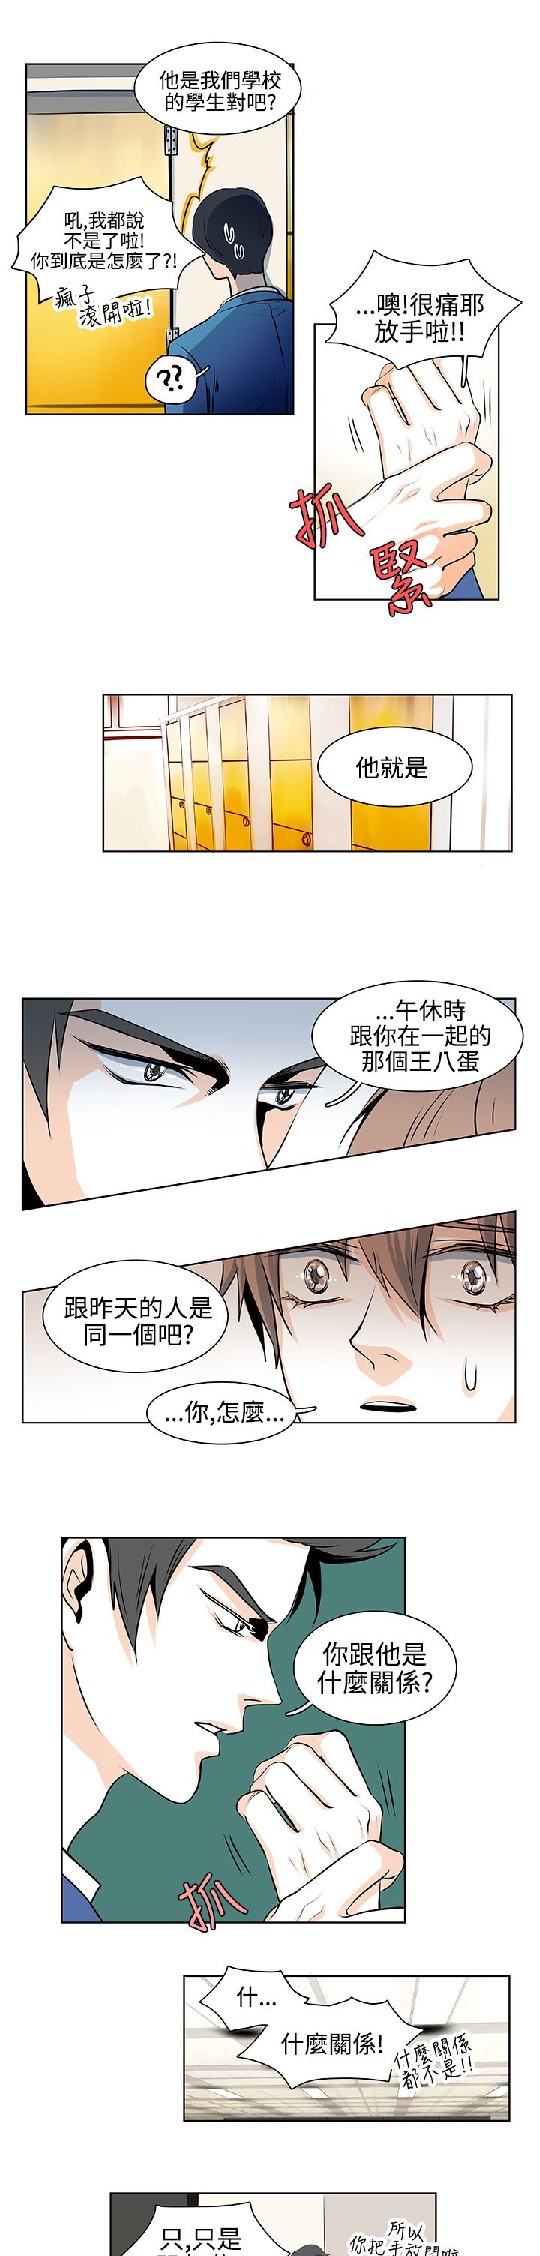 他是我們學校
的學生對吧?
吼,我都說
不是了啦!
你到底是怎麼了?!
瘋子
滾開啦!
??
...噢!很痛耶
放手啦!!
抓
緊
他就是
...午休時
跟你在一起的
那個王八蛋
跟昨天的人是
同一個吧?
...你,怎麼...
你跟他是
什麼關係?
抓
什...
什麼關係!
什麼關係
都不是!!
只,只是
所以
你把手放開啦